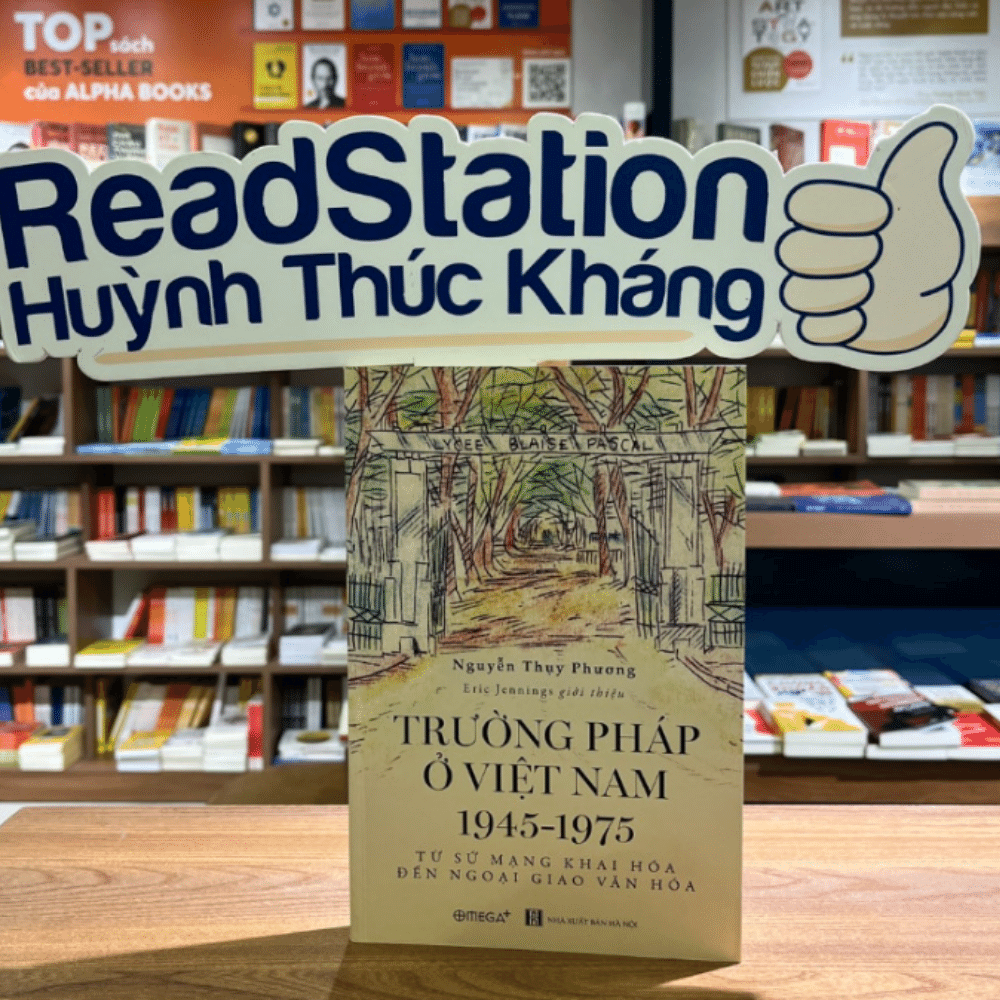 TOP sách
BEST-SELLER
của ALPHA BOOKS
ART
ReadStation
Huỳnh Thúc Kháng
LYCEE BLAISE PASCAL
Nguyễn Thụy Phương
Eric Jennings giới thiệu
TRƯỜNG PHÁP
Ở VIỆT NAM
1945-1975
TỪ SỨ MẠNG KHAI HÓA
ĐẾN NGOẠI GIAO VĂN HÓA
OMEGA+
NHÀ XUẤT BẢN HÀ NỘI